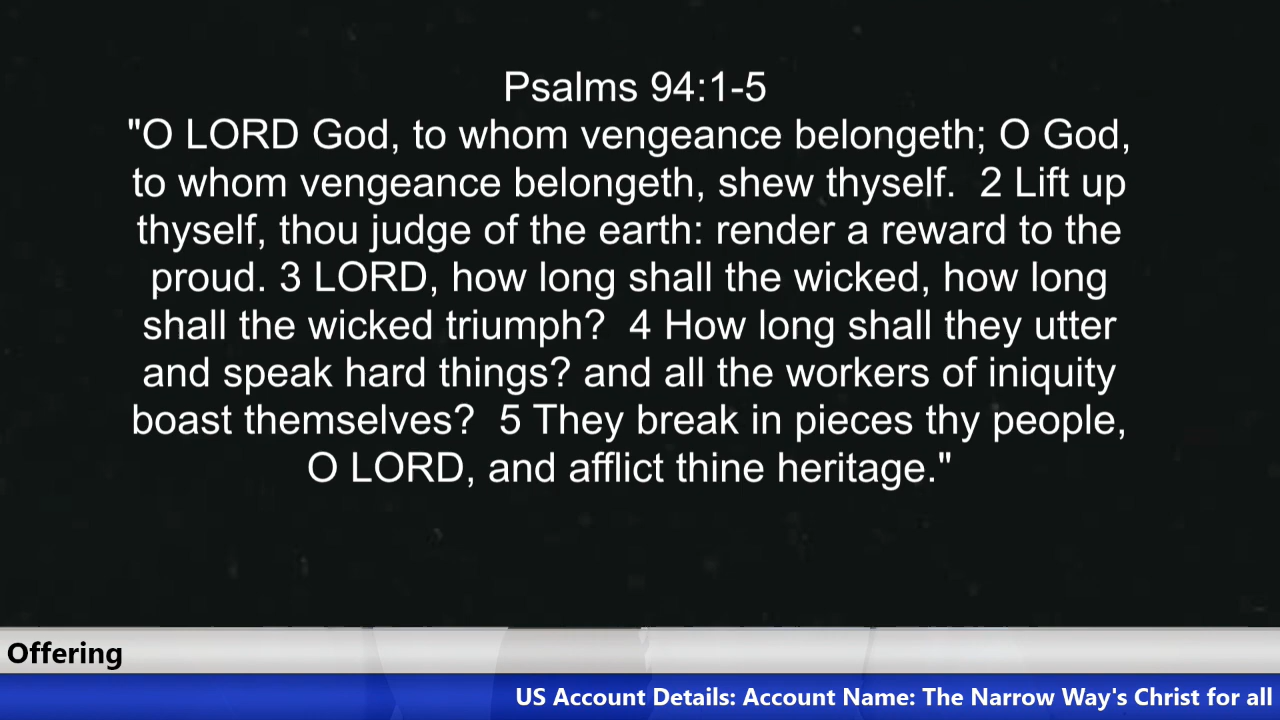 Psalms 94:1-5
"O LORD God, to whom vengeance belongeth; O God,
to whom vengeance belongeth, shew thyself.  2 Lift up
thyself, thou judge of the earth: render a reward to the
proud. 3 LORD, how long shall the wicked, how long
shall the wicked triumph?  4 How long shall they utter
and speak hard things? and all the workers of iniquity
boast themselves?  5 They break in pieces thy people,
O LORD, and afflict thine heritage."
Offering
US Account Details: Account Name: The Narrow Way's Christ for all